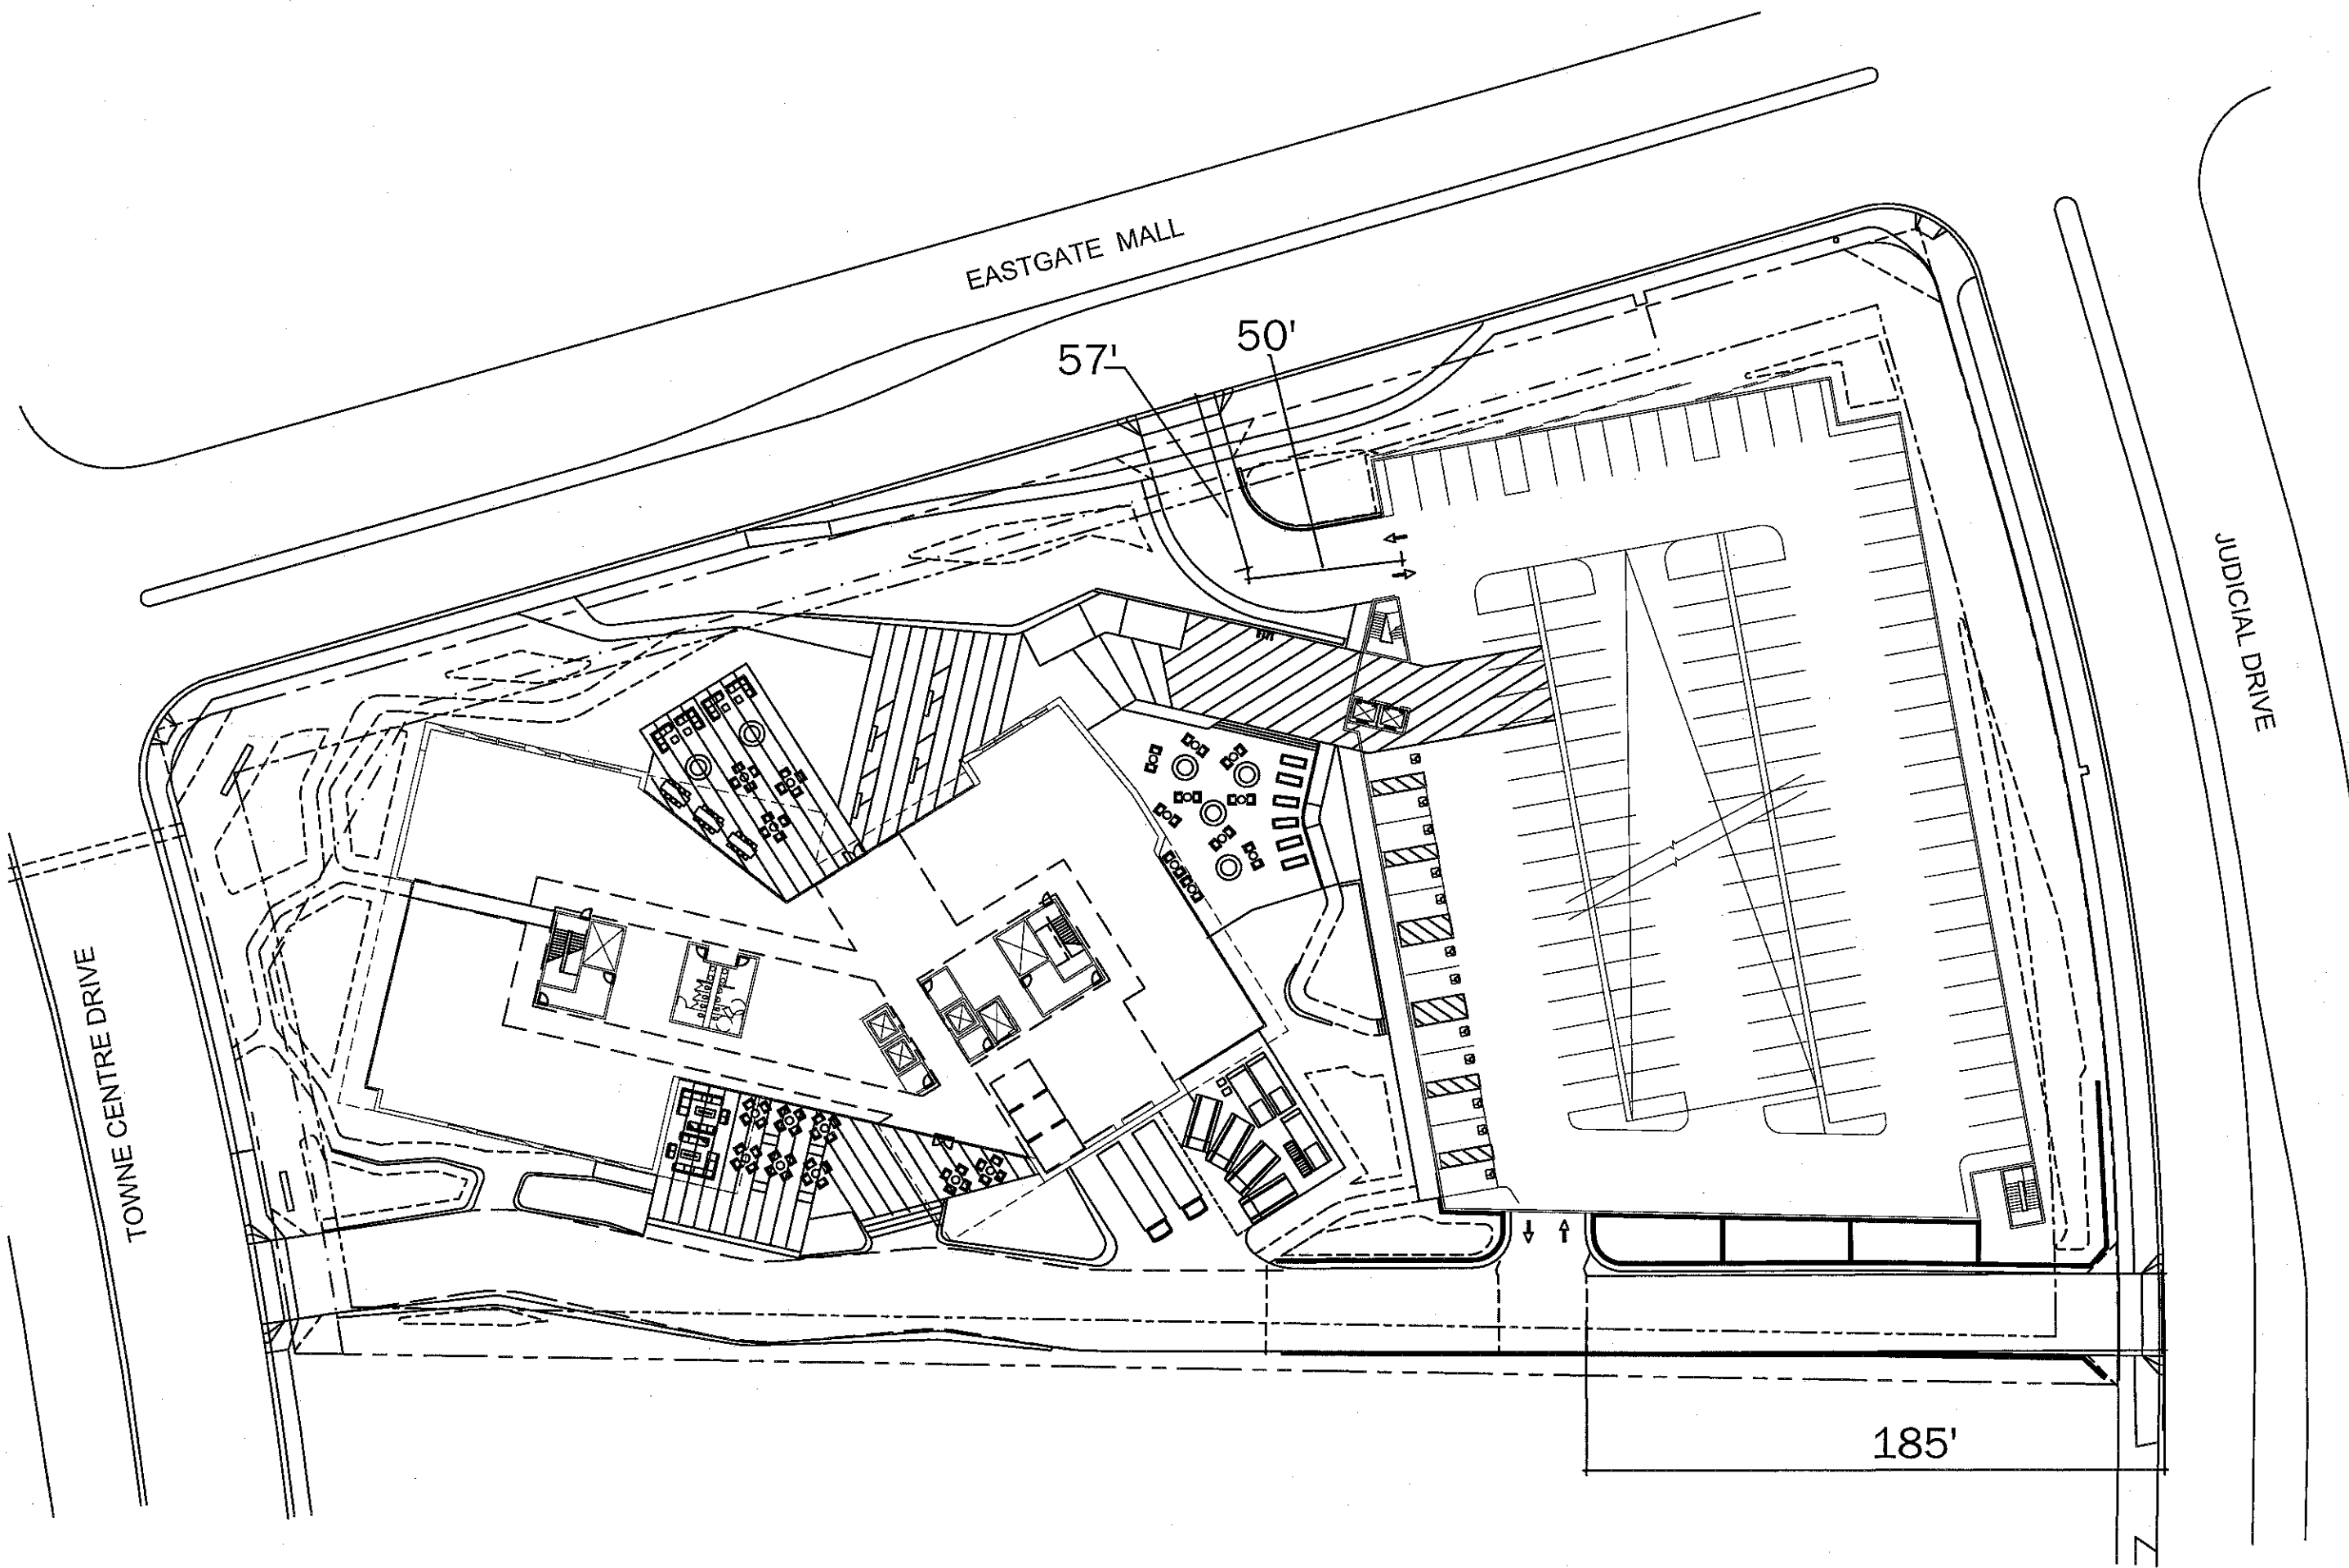 EASTGATE MALL
50'
57'
JUDICIAL DRIVE
TOWNE CENTRE DRIVE
185'